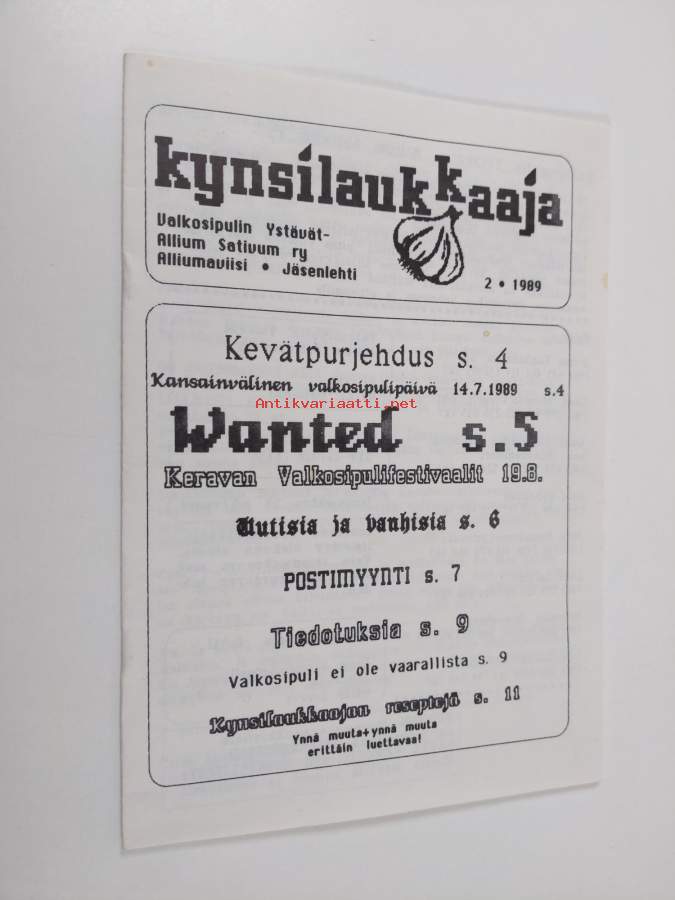 kynsilaukkaaja
Valkosipulin Ystävät-
Allium Sativum ry
Alliumaviisi • Jäsenlehti
2 • 1989
Kevätpurjehdus s. 4
Kansainvälinen valkosipulipäivä 14.7.1989 s.4
Antikvariaatti.net
Wanted s.5
Keravan Valkosipulifestivaalit 19.8.
Uutisia ja vanhisia s. 6
POSTIMYYNTI s. 7
Tiedotuksia s. 9
Valkosipuli ei ole vaarallista s. 9
Kynsilaukkaajan reseptejä s. 11
Ynnä muuta+ynnä muuta
erittäin luettavaa!